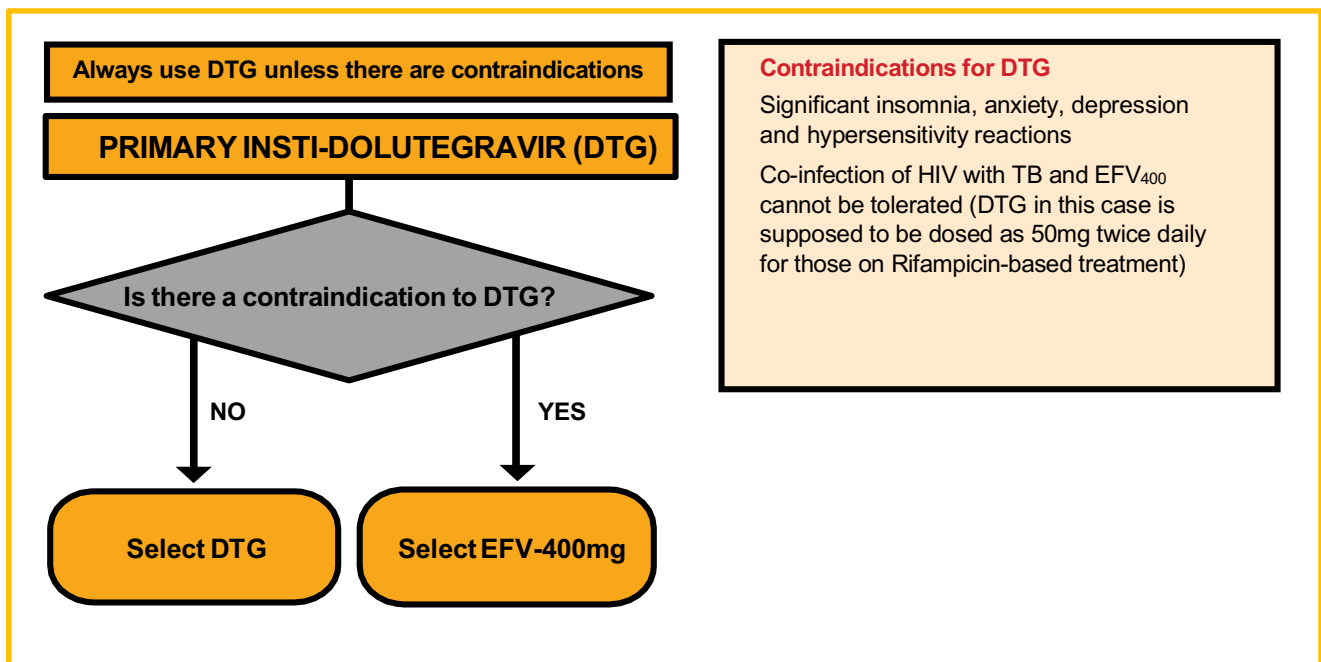 Always use DTG unless there are contraindications
PRIMARY INSTI-DOLUTEGRAVIR (DTG)
Is there a contraindication to DTG?
NO
YES
Select DTG
Select EFV-400mg
Contraindications for DTG
Significant insomnia, anxiety, depression
and hypersensitivity reactions
Co-infection of HIV with TB and EFV400
cannot be tolerated (DTG in this case is
supposed to be dosed as 50mg twice daily
for those on Rifampicin-based treatment)